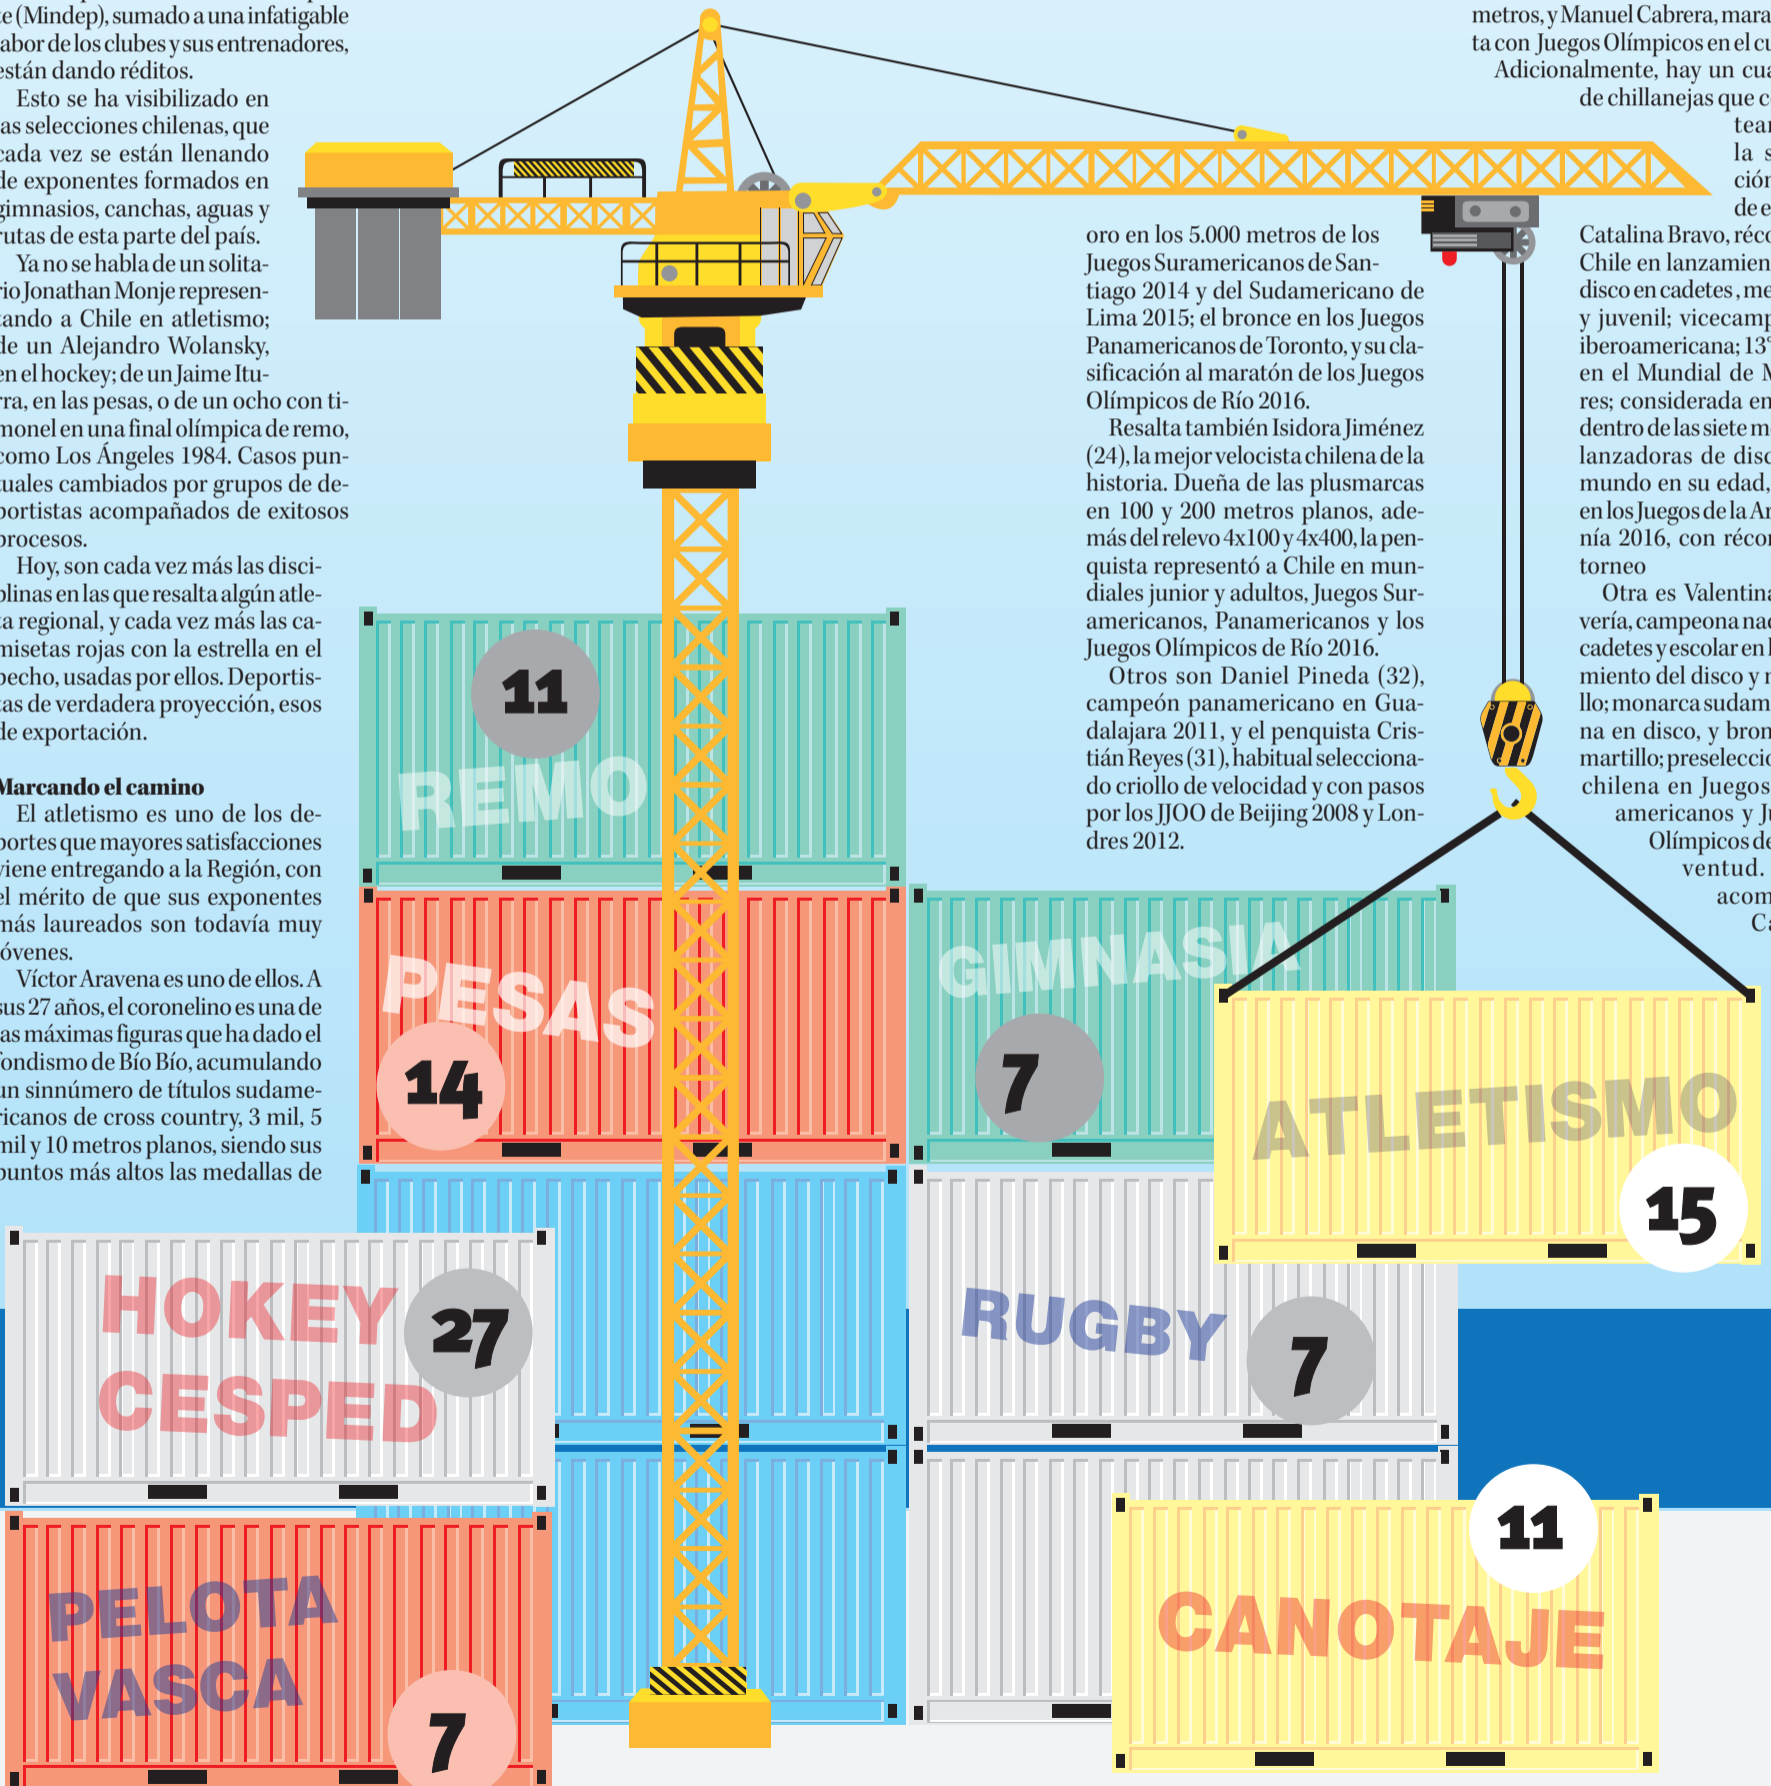 (Mindep), sumado a una infatigable
de los clubes y sus entrenadores,
están dando réditos.
Esto se ha visibilizado en
selecciones chilenas, que
cada vez se están llenando
de exponentes formados en
gimnasios, canchas, aguas y
rutas de esta parte del país.
Ya no se habla de un solita-
rio Jonathan Monje represen-
tando a Chile en atletismo;
de un Alejandro Wolansky,
en el hockey; de un Jaime Itu-
rra, en las pesas, o de un ocho con ti-
monel en una final olímpica de remo,
como Los Ángeles 1984. Casos pun-
tuales cambiados por grupos de de-
portistas acompañados de exitosos
procesos.
Hoy, son cada vez más las disci-
plinas en las que resalta algún atle-
ta regional, y cada vez más las ca-
misetas rojas con la estrella en el
pecho, usadas por ellos. Deportis-
tas de verdadera proyección, esos
de exportación.
Marcando el camino
El atletismo es uno de los de-
portes que mayores satisfacciones
viene entregando a la Región, con
el mérito de que sus exponentes
más laureados son todavía muy
jóvenes.
Víctor Aravena es uno de ellos. A
sus 27 años, el coronelino es una de
las máximas figuras que ha dado el
fondismo de Bío Bío, acumulando
un sinnúmero de títulos sudame-
ricanos de cross country, 3 mil, 5
mil y 10 metros planos, siendo sus
puntos más altos las medallas de
oro en los 5.000 metros de los
Juegos Suramericanos de San-
tiago 2014 y del Sudamericano de
Lima 2015; el bronce en los Juegos
Panamericanos de Toronto, y su cla-
sificación al maratón de los Juegos
Olímpicos de Río 2016.
Resalta también Isidora Jiménez
(24), la mejor velocista chilena de la
historia. Dueña de las plusmarcas
en 100 y 200 metros planos, ade-
más del relevo 4x100 y 4x400, la pen-
quista representó a Chile en mun-
diales junior y adultos, Juegos Sur-
americanos, Panamericanos y los
Juegos Olímpicos de Río 2016.
Otros son Daniel Pineda (32),
campeón panamericano en Gua-
dalajara 2011, y el penquista Cris-
tián Reyes (31), habitual selecciona-
do criollo de velocidad y con pasos
por los JJOO de Beijing 2008 y Lon-
dres 2012.
metros, y Manuel Cabrera, mara
ta con Juegos Olímpicos en el
Adicionalmente, hay un
de chillanejas que
la
ción
de
Catalina Bravo,
Chile en
disco en cadetes,
y juvenil;
iberoamericana;
en el Mundial de
res; considerada
dentro de las siete
lanzadoras de
mundo en su edad,
en los Juegos de la
nía 2016, con
torneo
Otra es Valentina
vería, campeona
cadetes y escolar en
miento del disco y
llo; monarca
na en disco, y
martillo;
chilena en Juegos
americanos y
Olímpicos de
ventud.
REMO
11
PESAS
14
GIMNASIA
7
ATLETISMO
15
HOKEY
CESPED
27
RUGBY
7
PELOTA
VASCA
7
CANOTAJE
11